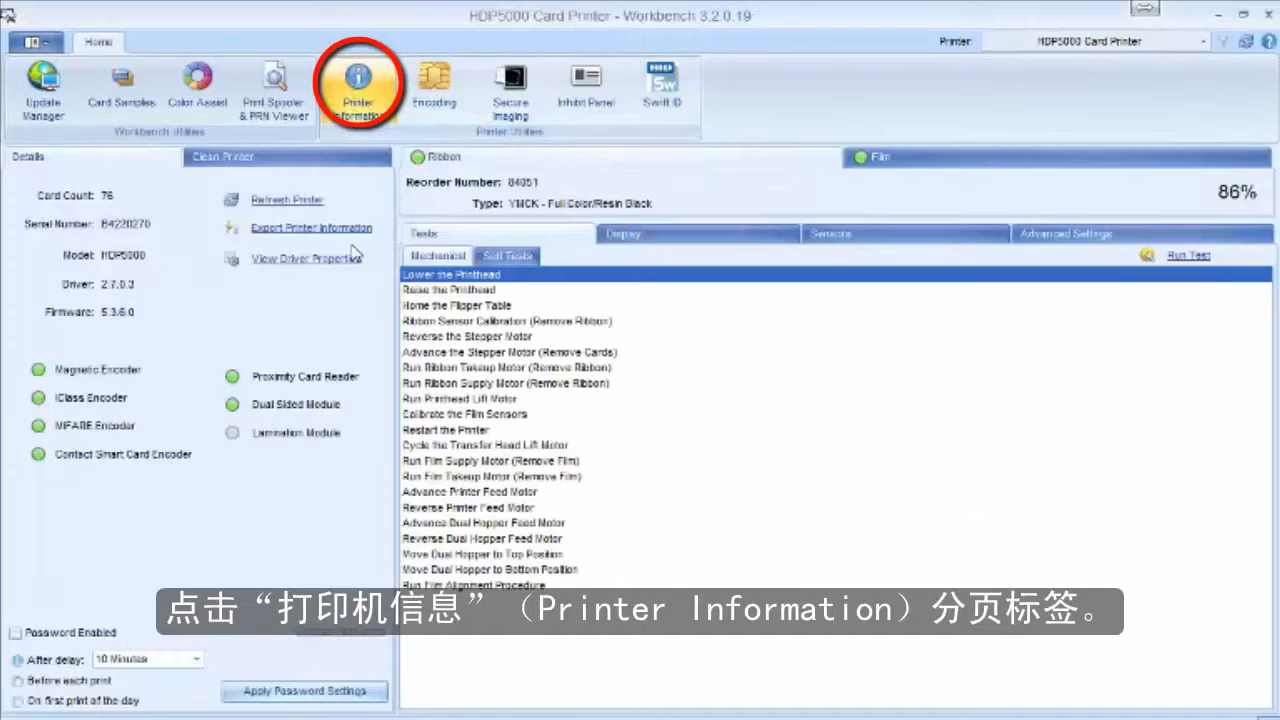 HDP5000 Card Printer - Workbench 3.2.0.19
Home
Printer: HDP5000 Card Printer
Update Manager
Card Samples
Color Assist
Print Spooler & PRN Viewer
Printer Information
Encoding
Secure Imaging
Inhibit Panel
Swift ID
Workbench Utilities
Printer Utilities
Details
Clean Printer
Ribbon
Film
Card Count: 76
Serial Number: B4220270
Model: HDP5000
Driver: 2.7.0.3
Firmware: 5.3.6.0
Refresh Printer
Export Printer Information
View Driver Properties
Magnetic Encoder
iClass Encoder
MIFARE Encoder
Contact Smart Card Encoder
Proximity Card Reader
Dual Sided Module
Lamination Module
Password Enabled
After delay: 10 Minutes
Before each print
On first print of the day
Apply Password Settings
Reorder Number: 84051
Type: YMCK - Full Color/Resin Black
86%
Tests
Display
Sensors
Advanced Settings
Mechanical
Self Tests
Run Test
Lower the Printhead
Raise the Printhead
Home the Flipper Table
Ribbon Sensor Calibration (Remove Ribbon)
Reverse the Stepper Motor
Advance the Stepper Motor (Remove Cards)
Run Ribbon Takeup Motor (Remove Ribbon)
Run Ribbon Supply Motor (Remove Ribbon)
Run Printhead Lift Motor
Calibrate the Film Sensors
Restart the Printer
Cycle the Transfer Head Lift Motor
Run Film Supply Motor (Remove Film)
Run Film Takeup Motor (Remove Film)
Advance Printer Feed Motor
Reverse Printer Feed Motor
Advance Dual Hopper Feed Motor
Reverse Dual Hopper Feed Motor
Move Dual Hopper to Top Position
Move Dual Hopper to Bottom Position
Run Film Alignment Procedure
点击“打印机信息”（Printer Information）分页标签。